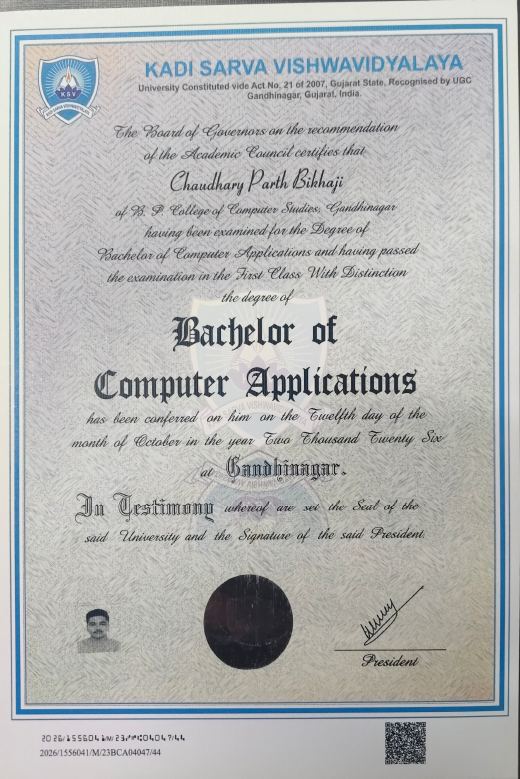 KADI SARVA VISHWAVIDYALAYA
University Constituted vide Act No. 21 of 2007, Gujarat State, Recognised by UGC
Gandhinagar, Gujarat, India.
KSV
The Board of Governors on the recommendation
of the Academic Council certifies that
Chaudhary Parth Bikhaji
of B. P. College of Computer Studies, Gandhinagar
having been examined for the Degree of
Bachelor of Computer Applications and having passed
the examination in the First Class With Distinction
the degree of
Bachelor of
Computer Applications
has been conferred on him on the Twelfth day of the
month of October in the year Two Thousand Twenty Six
at Gandhinagar.
In Testimony whereof are set the Seal of the
said University and the Signature of the said President.
President
2026/1556041/M/23BCA04047/44